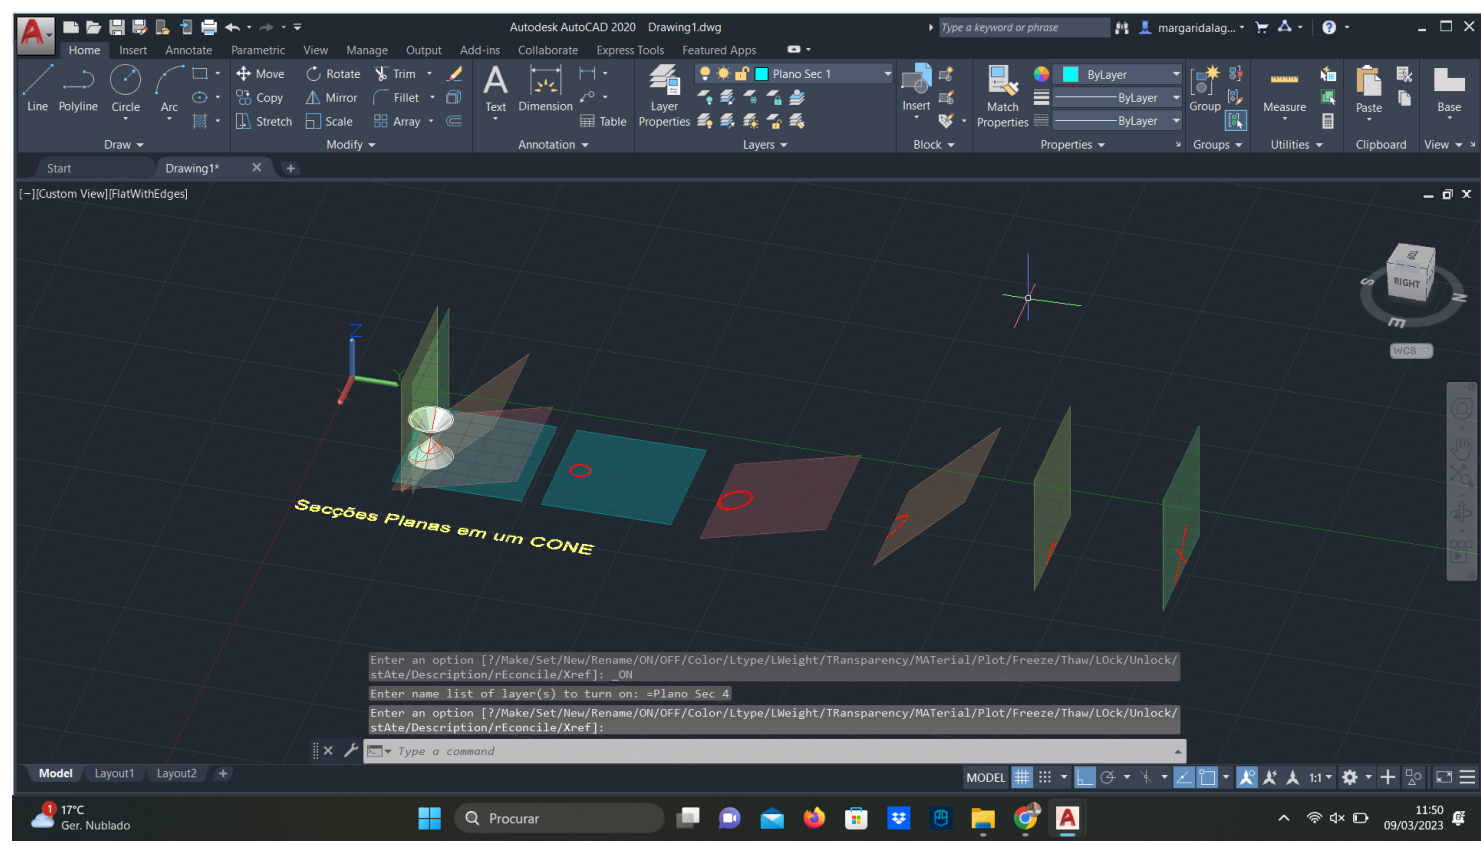 Autodesk AutoCAD 2020 Drawing1.dwg
Type a keyword or phrase
margaridalag...
Home Insert Annotate Parametric View Manage Output Add-ins Collaborate Express Tools Featured Apps
Line Polyline Circle Arc
Move Rotate Trim
Copy Mirror Fillet
Stretch Scale Array
Text Dimension Table
Layer Properties
Plano Sec 1
Insert
Match Properties
ByLayer
ByLayer
ByLayer
Group
Measure
Paste
Base
Draw Modify Annotation Layers Block Properties Groups Utilities Clipboard View
Start Drawing1*
[−][Custom View][FlatWithEdges]
RIGHT
S
E
N
WCS
Z
Y
Secções Planas em um CONE
Enter an option [?/Make/Set/New/Rename/ON/OFF/Color/Ltype/LWeight/TRansparency/MATerial/Plot/Freeze/Thaw/LOck/Unlock/
stAte/Description/rEconcile/Xref]: _ON
Enter name list of layer(s) to turn on: =Plano Sec 4
Enter an option [?/Make/Set/New/Rename/ON/OFF/Color/Ltype/LWeight/TRansparency/MATerial/Plot/Freeze/Thaw/LOck/Unlock/
stAte/Description/rEconcile/Xref]:
Type a command
Model Layout1 Layout2
MODEL
1:1
1
17°C
Ger. Nublado
Procurar
11:50
09/03/2023